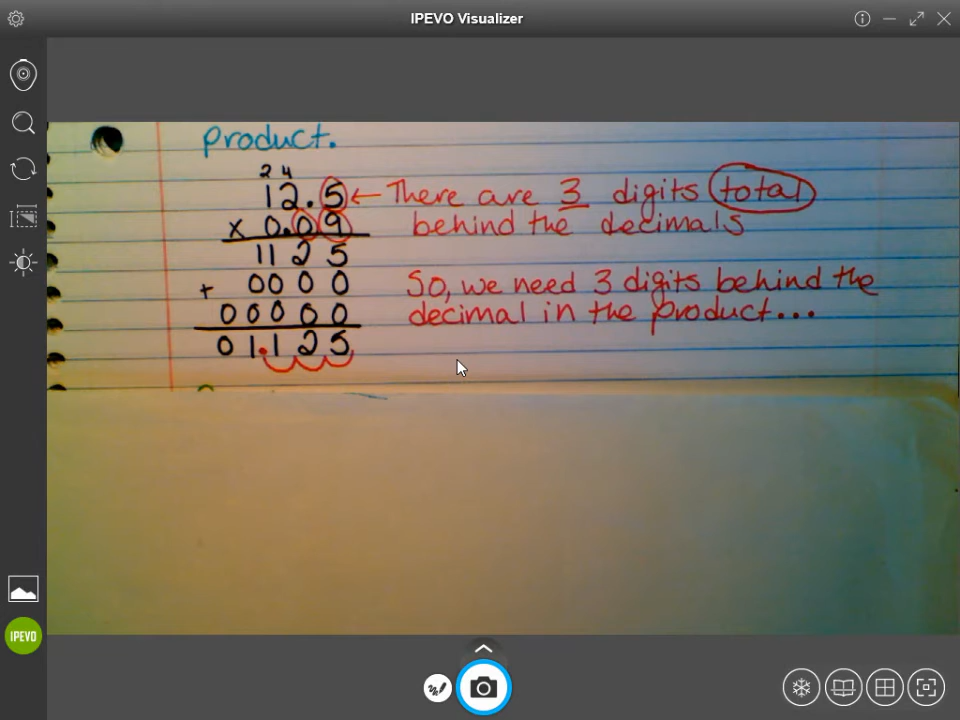 IPEVO Visualizer
product.
2 4
12.5 ← There are 3 digits total
x 0.09 behind the decimals
1125
+ 0000 So, we need 3 digits behind the
00000 decimal in the product...
01.125
IPEVO